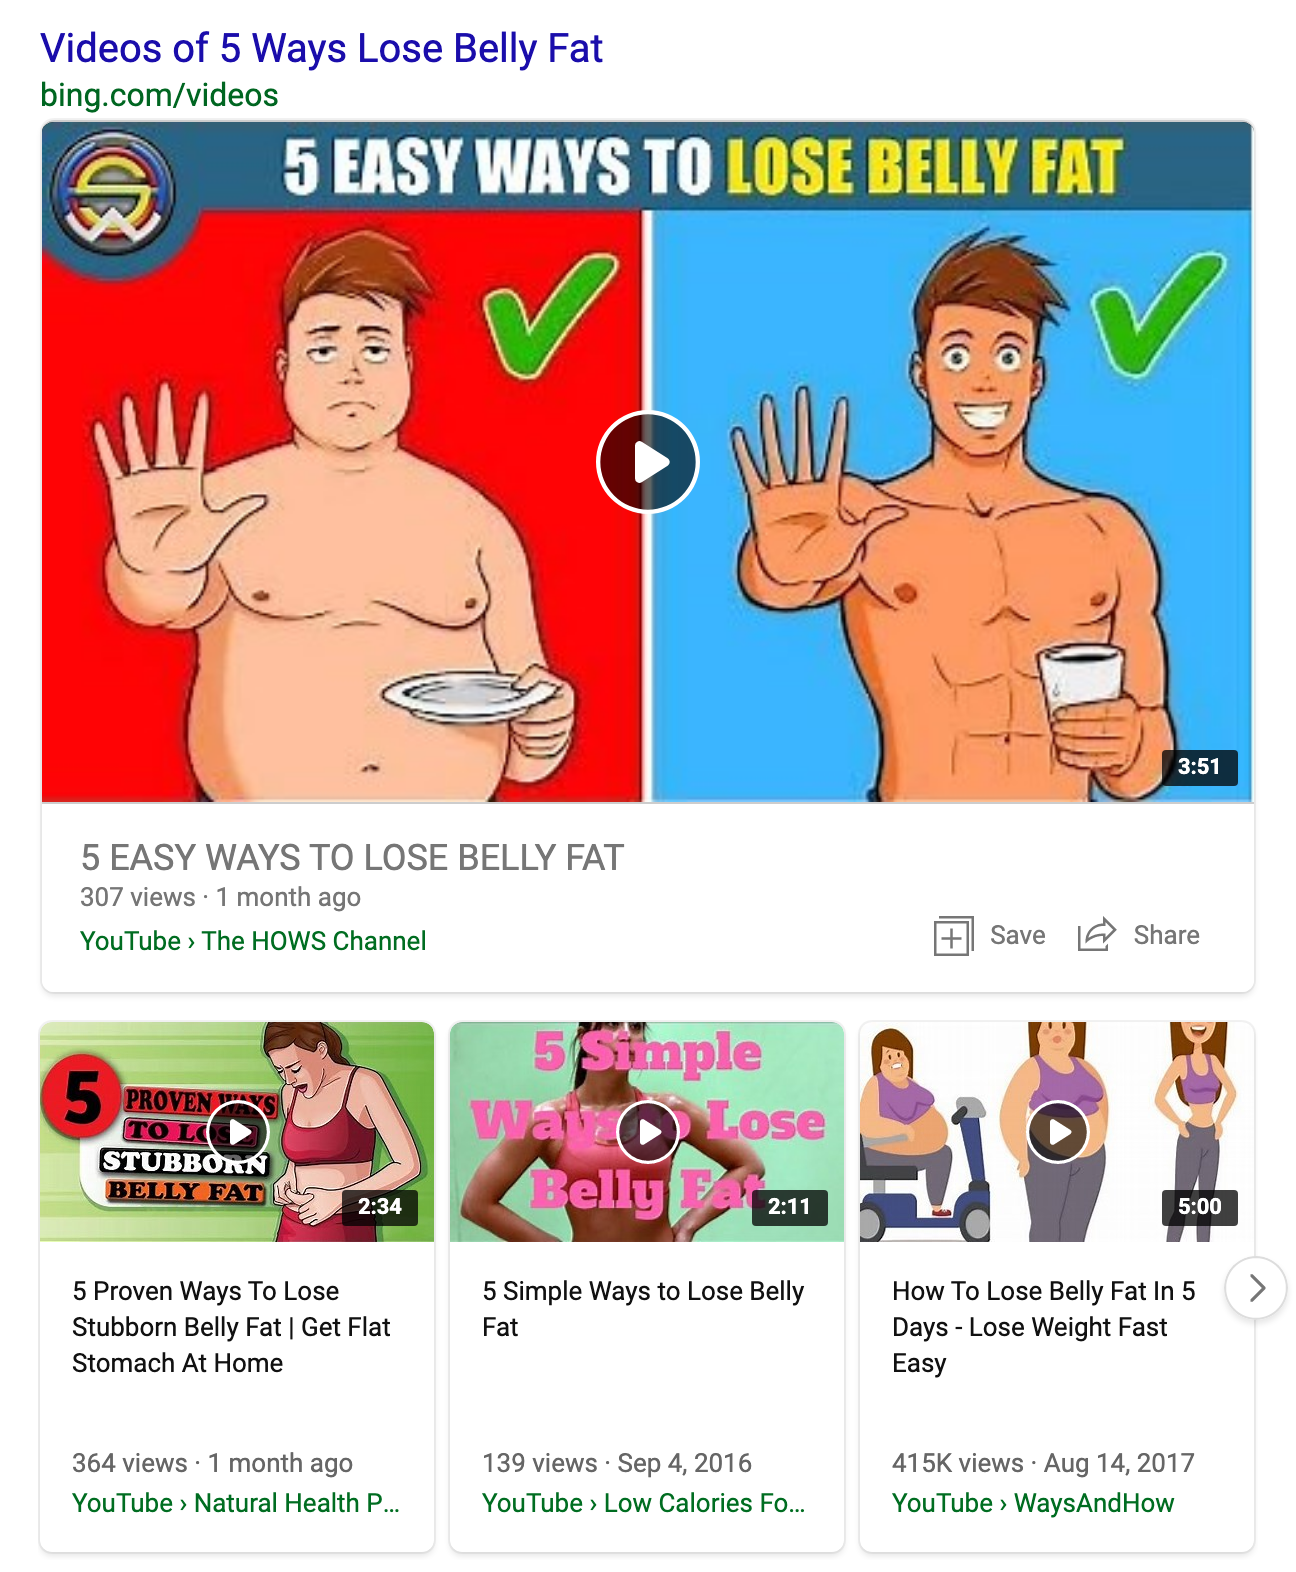 Videos of 5 Ways Lose Belly Fat
bing.com/videos
5 EASY WAYS TO LOSE BELLY FAT
3:51
5 EASY WAYS TO LOSE BELLY FAT
307 views · 1 month ago
YouTube › The HOWS Channel
Save
Share
5 PROVEN WAYS
TO LOSE
STUBBORN
BELLY FAT
2:34
5 Proven Ways To Lose
Stubborn Belly Fat | Get Flat
Stomach At Home
364 views · 1 month ago
YouTube › Natural Health P...
5 Simple
Ways to Lose
Belly Fat
2:11
5 Simple Ways to Lose Belly
Fat
139 views · Sep 4, 2016
YouTube › Low Calories Fo...
5:00
How To Lose Belly Fat In 5
Days - Lose Weight Fast
Easy
415K views · Aug 14, 2017
YouTube › WaysAndHow